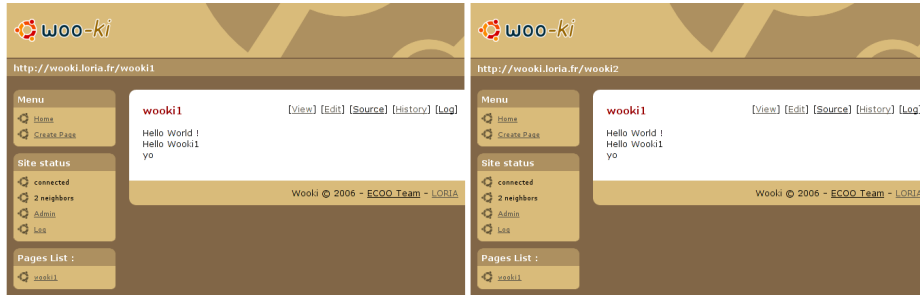 woo-ki
http://wooki.loria.fr/wooki1
Menu
Home
Create Page
Site status
connected
2 neighbors
Admin
Log
Pages List :
wooki1
wooki1
[View] [Edit] [Source] [History] [Log]
Hello World !
Hello Wooki1
yo
Wooki © 2006 - ECOO Team - LORIA
woo-ki
http://wooki.loria.fr/wooki2
Menu
Home
Create Page
Site status
connected
2 neighbors
Admin
Log
Pages List :
wooki1
wooki1
[View] [Edit] [Source] [History] [Log]
Hello World !
Hello Wooki1
yo
Wooki © 2006 - ECOO Team - LORIA